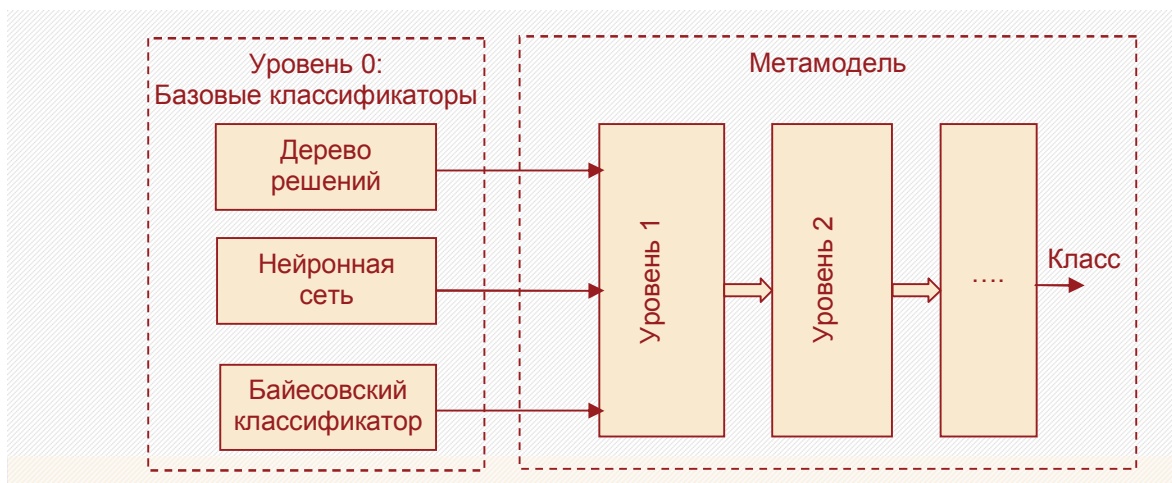 Уровень 0:
Базовые классификаторы
Метамодель
Дерево
решений
Нейронная
сеть
Байесовский
классификатор
Уровень 1
Уровень 2
....
Класс